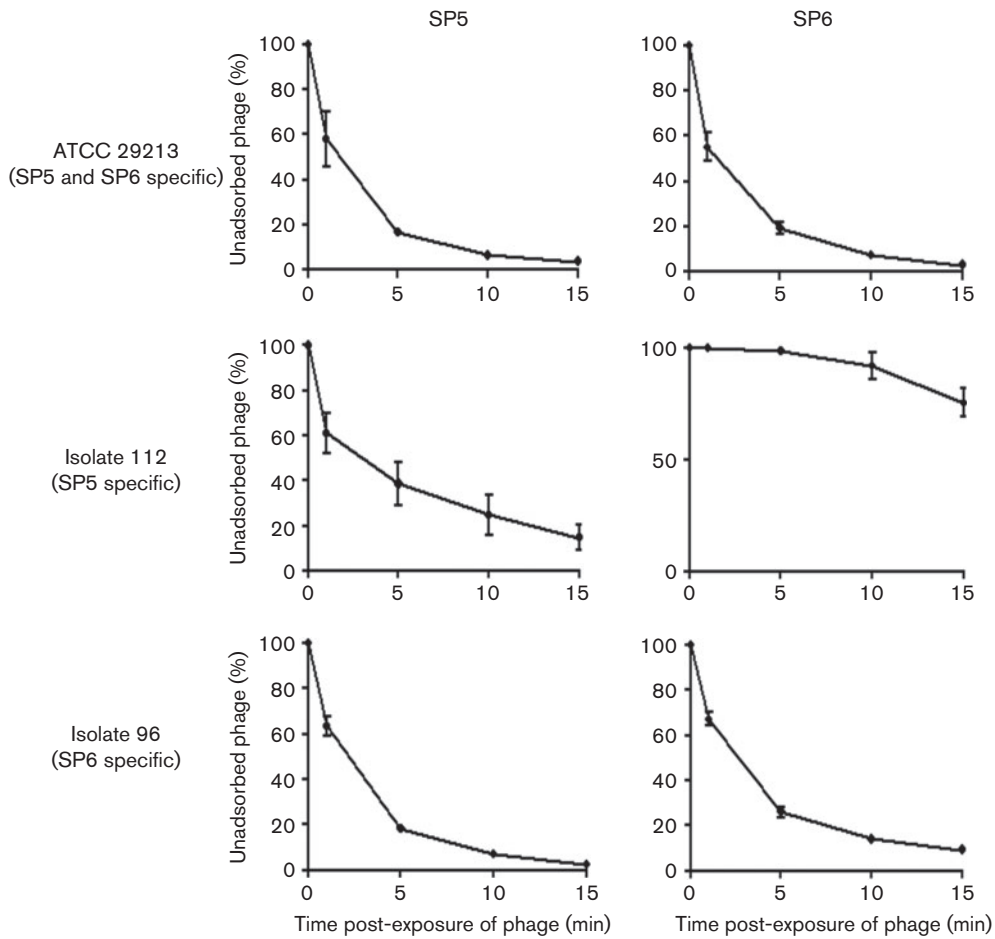 SP5
SP6
ATCC 29213
(SP5 and SP6 specific)
Unadsorbed phage (%)
100
80
60
40
20
0
0 5 10 15
100
80
60
40
20
0
0 5 10 15
Isolate 112
(SP5 specific)
Unadsorbed phage (%)
100
80
60
40
20
0
0 5 10 15
100
50
0
0 5 10 15
Isolate 96
(SP6 specific)
Unadsorbed phage (%)
100
80
60
40
20
0
0 5 10 15
Time post-exposure of phage (min)
100
80
60
40
20
0
0 5 10 15
Time post-exposure of phage (min)